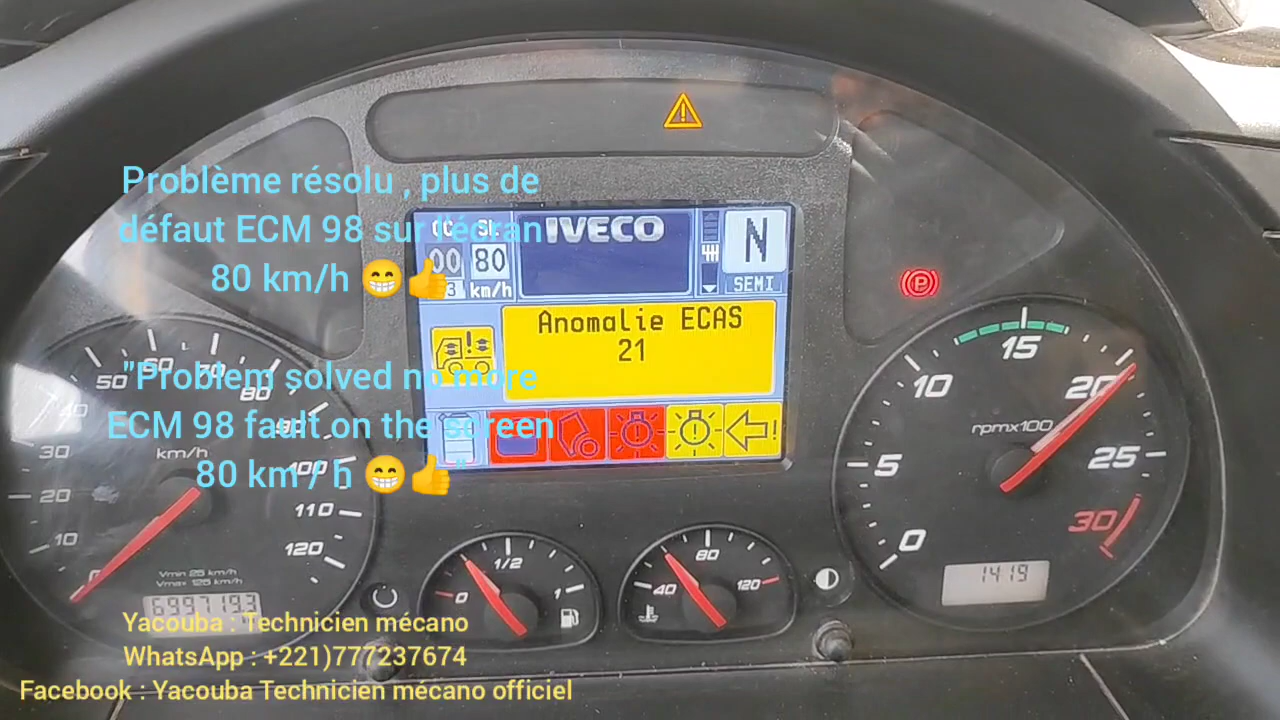 Problème résolu , plus de
défaut ECM 98 sur l'écran
80 km/h 😁👍
"Problem solved no more
ECM 98 fault on the screen
80 km / h 😁👍"
IVECO
N
00
80
km/h
SEMI
Anomalie ECAS
21
0
10
20
30
40
50
60
70
80
90
100
110
120
km/h
Vmin 25 km/h
Vmax 125 km/h
6997193
0
1/2
1
40
80
120
0
5
10
15
20
25
30
rpmx100
1419
P
Yacouba : Technicien mécano
WhatsApp : +221)777237674
Facebook : Yacouba Technicien mécano officiel